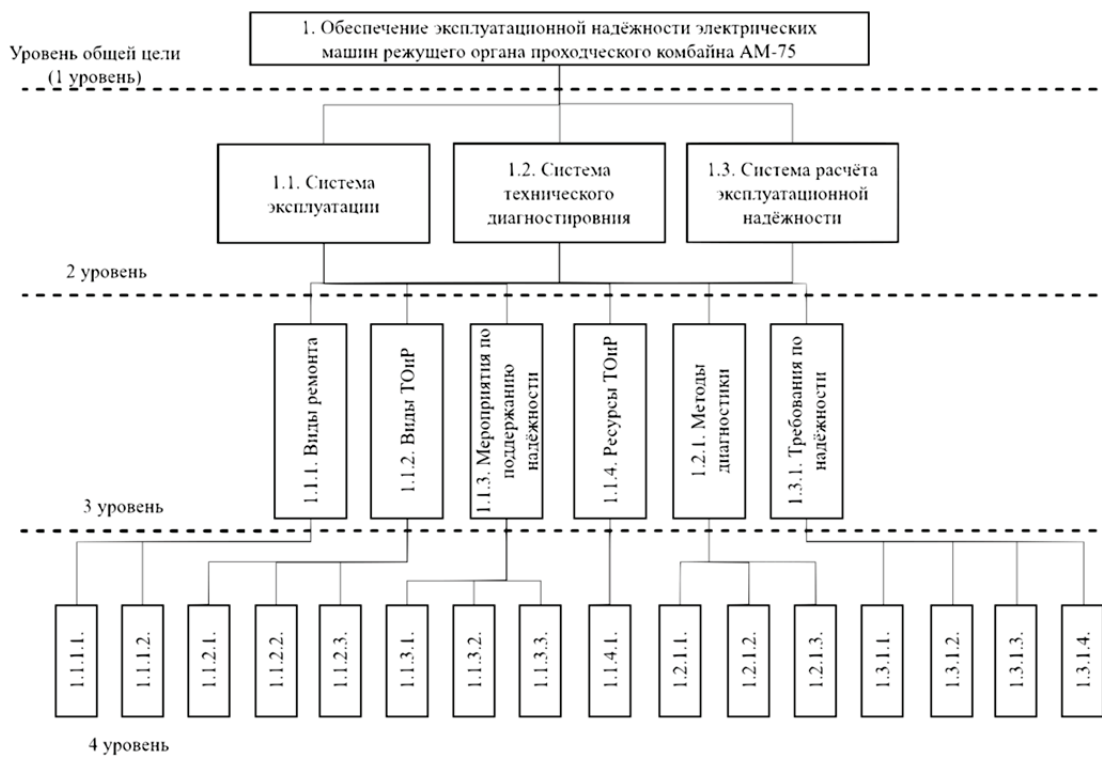 1. Обеспечение эксплуатационной надёжности электрических
машин режущего органа проходческого комбайна АМ-75
Уровень общей цели
(1 уровень)
1.1. Система
эксплуатации
1.2. Система
технического
диагностировния
1.3. Система расчёта
эксплуатационной
надёжности
2 уровень
1.1.1. Виды ремонта
1.1.2. Виды ТОиР
1.1.3. Мероприятия по
поддержанию
надёжности
1.1.4. Ресурсы ТОиР
1.2.1. Методы
диагностики
1.3.1. Требования по
надёжности
3 уровень
1.1.1.1.
1.1.1.2.
1.1.2.1.
1.1.2.2.
1.1.2.3.
1.1.3.1.
1.1.3.2.
1.1.3.3.
1.1.4.1.
1.2.1.1.
1.2.1.2.
1.2.1.3.
1.3.1.1.
1.3.1.2.
1.3.1.3.
1.3.1.4.
4 уровень